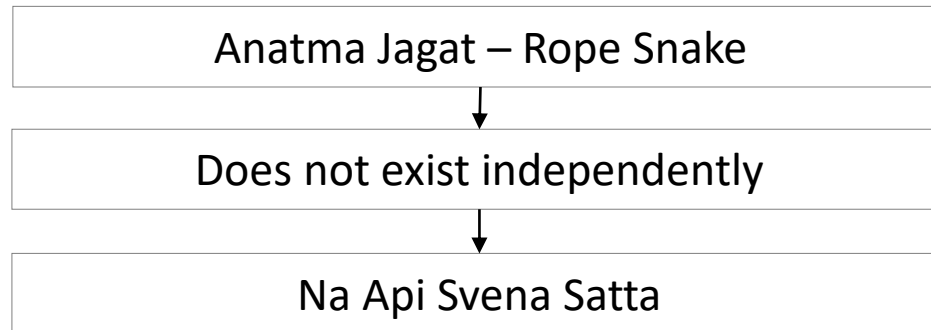 Anatma Jagat – Rope Snake
Does not exist independently
Na Api Svena Satta